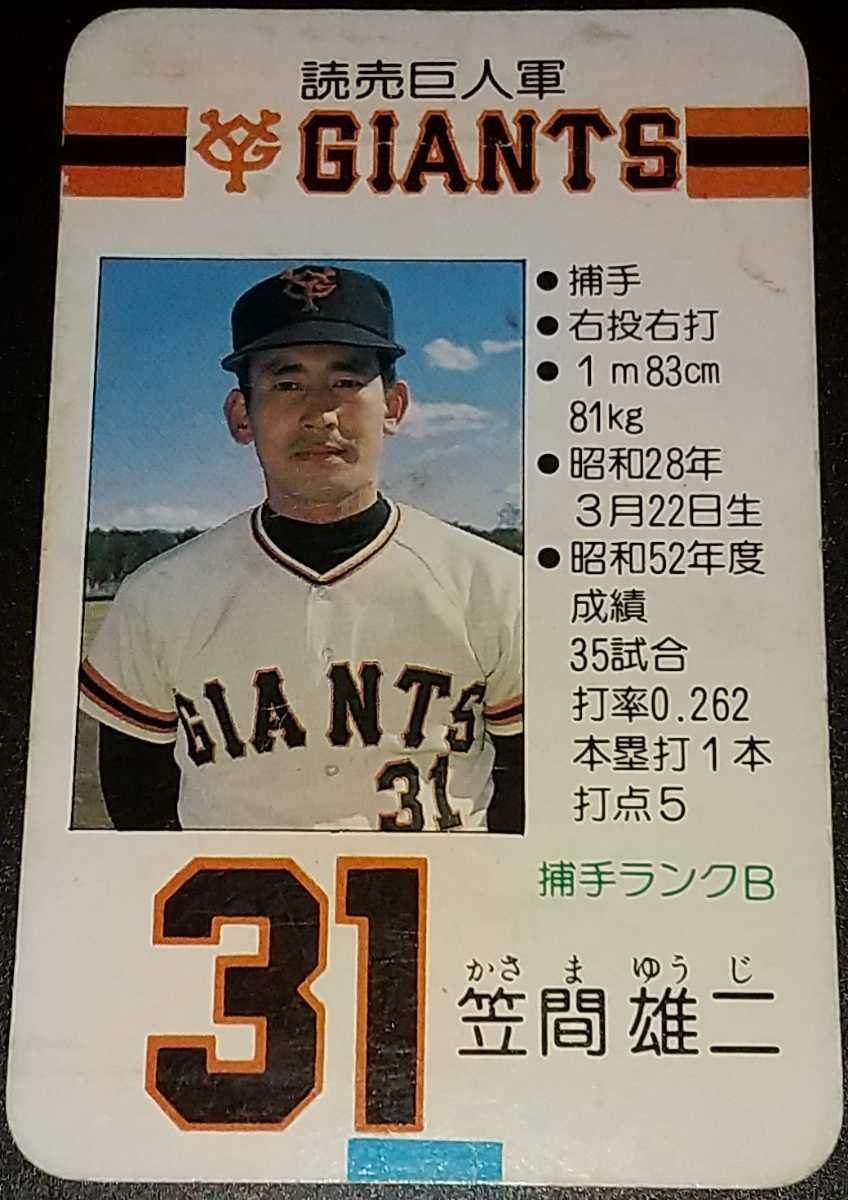 読売巨人軍
YG GIANTS
●捕手
●右投右打
●1m83cm
81kg
●昭和28年
3月22日生
●昭和52年度
成績
35試合
打率0.262
本塁打1本
打点5
GIANTS
31
捕手ランクB
31
かさ ま ゆう じ
笠間 雄二